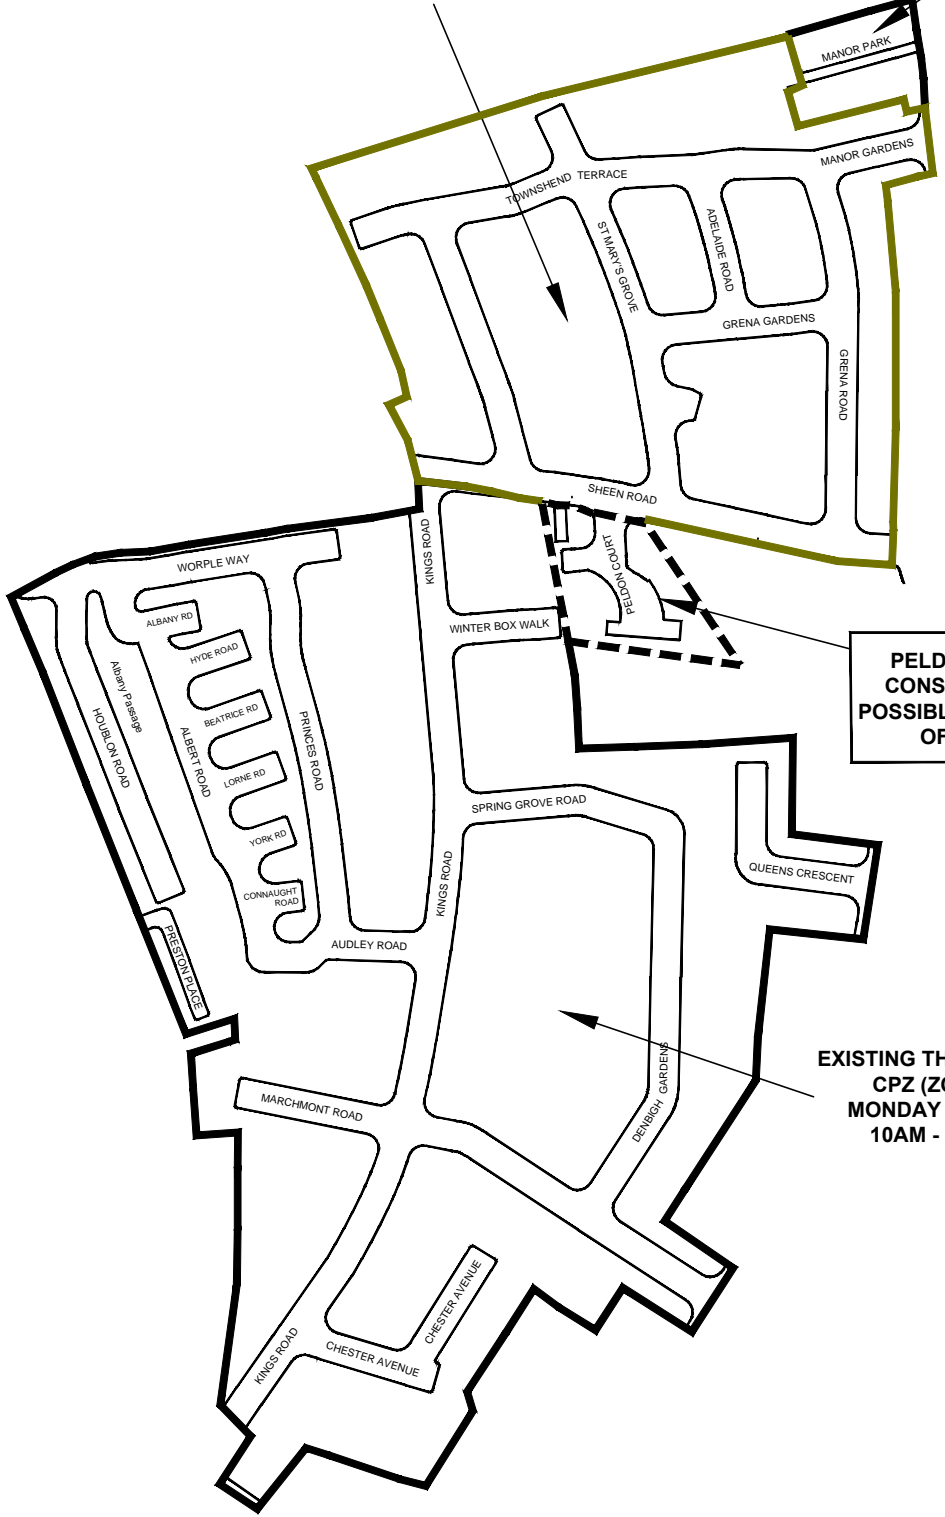 MANOR PARK
MANOR GARDENS
TOWNSHEND TERRACE
ST MARY'S GROVE
ADELAIDE ROAD
GRENA GARDENS
GRENA ROAD
SHEEN ROAD
KINGS ROAD
PELDON COURT
WORPLE WAY
ALBANY RD
WINTER BOX WALK
HYDE ROAD
Albany Passage
HOUBLON ROAD
BEATRICE RD
ALBERT ROAD
PRINCES ROAD
LORNE RD
YORK RD
CONNAUGHT
ROAD
PELD
CONS
POSSIBL
OF
SPRING GROVE ROAD
KINGS ROAD
QUEENS CRESCENT
AUDLEY ROAD
PRESTON PLACE
DENBIGH GARDENS
EXISTING TH
CPZ (ZO
MONDAY
10AM -
MARCHMONT ROAD
CHESTER AVENUE
CHESTER AVENUE
KINGS ROAD